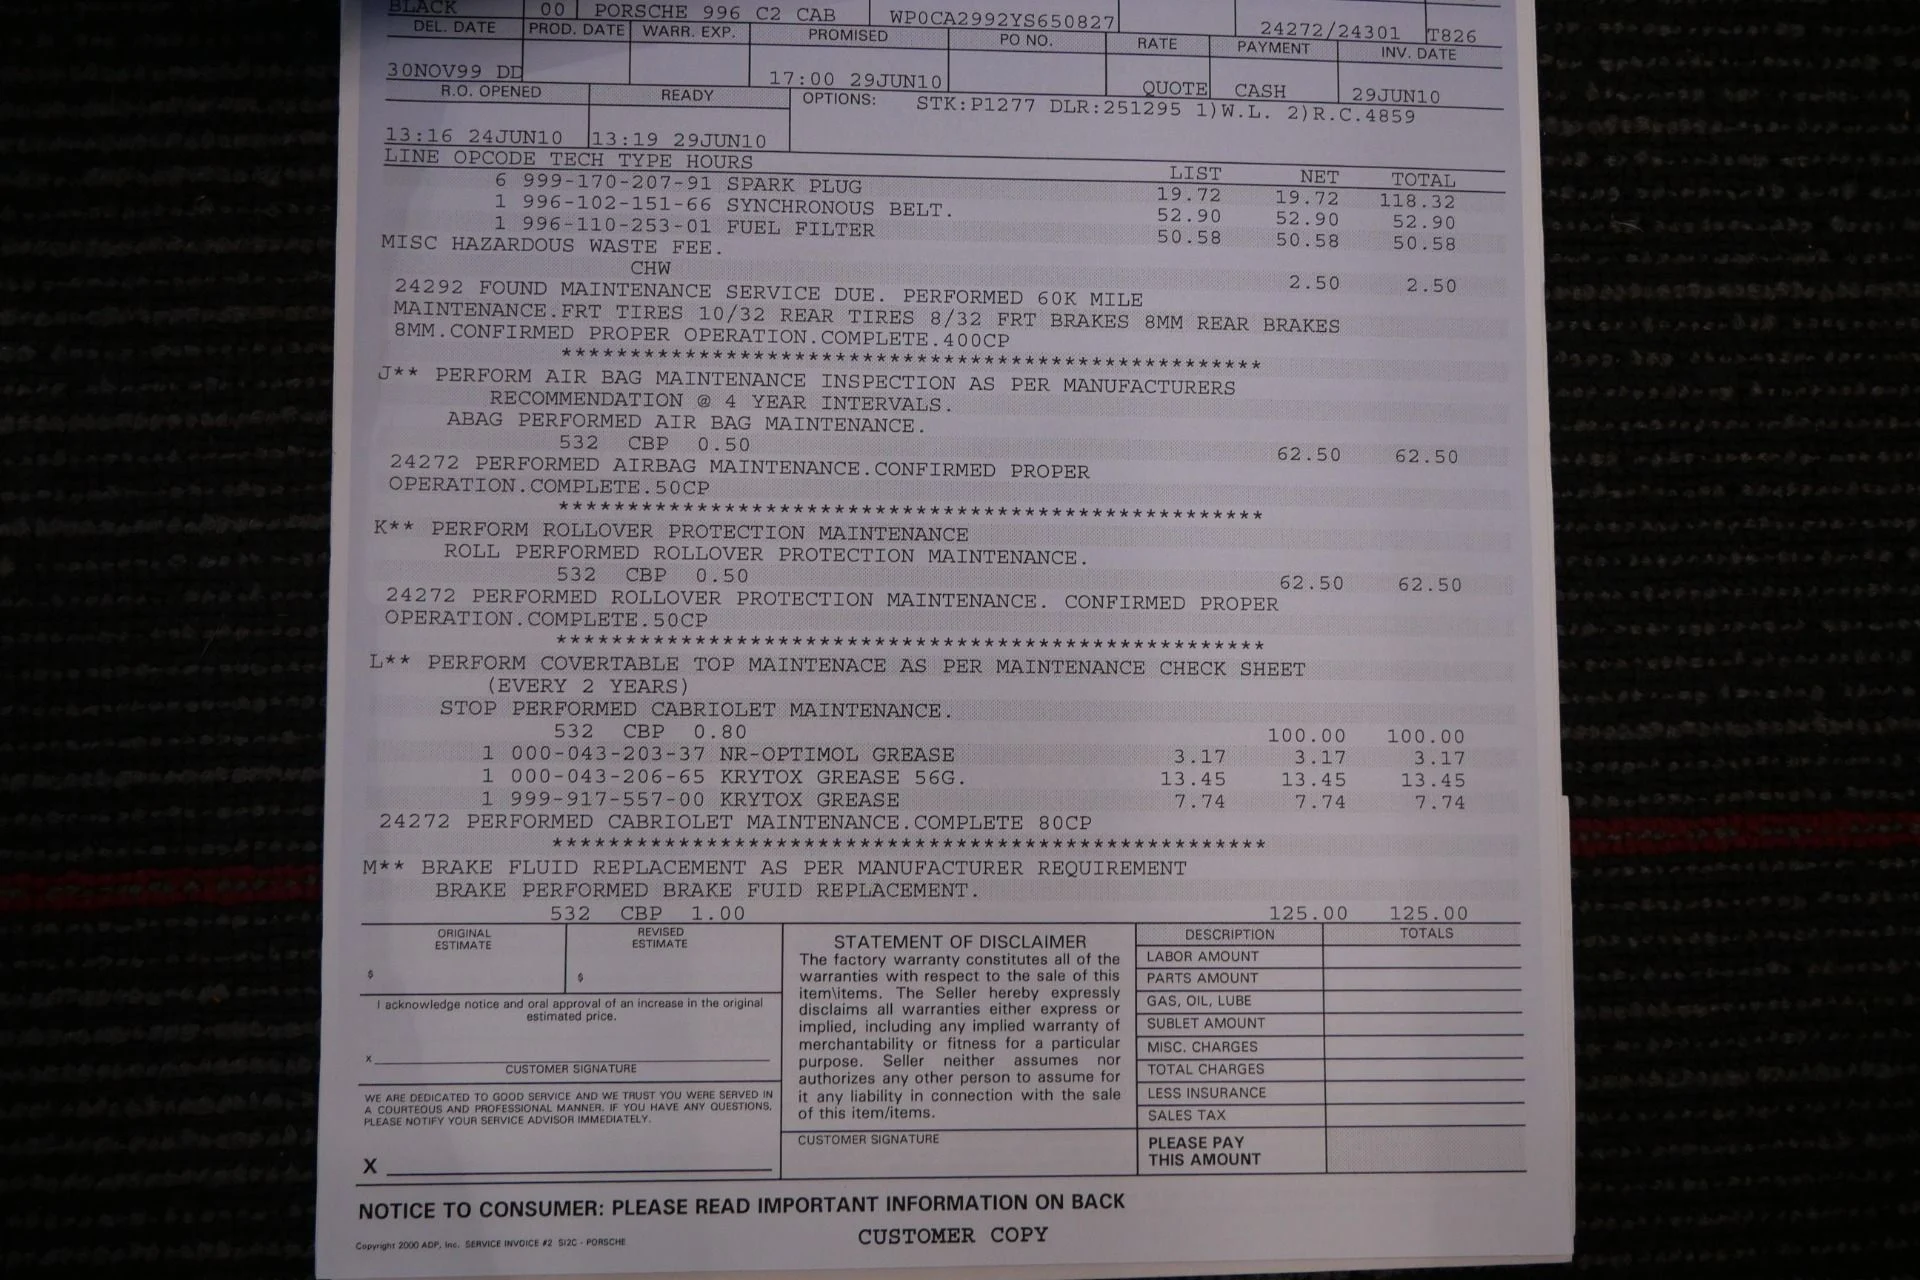 BLACK 00 PORSCHE 996 C2 CAB WP0CA2992YS650827 24272/24301 T826
DEL. DATE PROD. DATE WARR. EXP. PROMISED PO NO. RATE PAYMENT INV. DATE
30NOV99 DD 17:00 29JUN10 QUOTE CASH 29JUN10
R.O. OPENED READY OPTIONS: STK:P1277 DLR:251295 1)W.L. 2)R.C.4859
13:16 24JUN10 13:19 29JUN10
LINE OPCODE TECH TYPE HOURS LIST NET TOTAL
6 999-170-207-91 SPARK PLUG 19.72 19.72 118.32
1 996-102-151-66 SYNCHRONOUS BELT. 52.90 52.90 52.90
1 996-110-253-01 FUEL FILTER 50.58 50.58 50.58
MISC HAZARDOUS WASTE FEE.
CHW 2.50 2.50
24292 FOUND MAINTENANCE SERVICE DUE. PERFORMED 60K MILE
MAINTENANCE.FRT TIRES 10/32 REAR TIRES 8/32 FRT BRAKES 8MM REAR BRAKES
8MM.CONFIRMED PROPER OPERATION.COMPLETE.400CP
***************************************************
J** PERFORM AIR BAG MAINTENANCE INSPECTION AS PER MANUFACTURERS
RECOMMENDATION @ 4 YEAR INTERVALS.
ABAG PERFORMED AIR BAG MAINTENANCE.
532 CBP 0.50 62.50 62.50
24272 PERFORMED AIRBAG MAINTENANCE.CONFIRMED PROPER
OPERATION.COMPLETE.50CP
***************************************************
K** PERFORM ROLLOVER PROTECTION MAINTENANCE
ROLL PERFORMED ROLLOVER PROTECTION MAINTENANCE.
532 CBP 0.50 62.50 62.50
24272 PERFORMED ROLLOVER PROTECTION MAINTENANCE. CONFIRMED PROPER
OPERATION.COMPLETE.50CP
***************************************************
L** PERFORM COVERTABLE TOP MAINTENACE AS PER MAINTENANCE CHECK SHEET
(EVERY 2 YEARS)
STOP PERFORMED CABRIOLET MAINTENANCE.
532 CBP 0.80 100.00 100.00
1 000-043-203-37 NR-OPTIMOL GREASE 3.17 3.17 3.17
1 000-043-206-65 KRYTOX GREASE 56G. 13.45 13.45 13.45
1 999-917-557-00 KRYTOX GREASE 7.74 7.74 7.74
24272 PERFORMED CABRIOLET MAINTENANCE.COMPLETE 80CP
***************************************************
M** BRAKE FLUID REPLACEMENT AS PER MANUFACTURER REQUIREMENT
BRAKE PERFORMED BRAKE FUID REPLACEMENT.
532 CBP 1.00 125.00 125.00
ORIGINAL ESTIMATE
$
REVISED ESTIMATE
$
I acknowledge notice and oral approval of an increase in the original
estimated price.
X
CUSTOMER SIGNATURE
WE ARE DEDICATED TO GOOD SERVICE AND WE TRUST YOU WERE SERVED IN
A COURTEOUS AND PROFESSIONAL MANNER. IF YOU HAVE ANY QUESTIONS,
PLEASE NOTIFY YOUR SERVICE ADVISOR IMMEDIATELY.
X
STATEMENT OF DISCLAIMER
The factory warranty constitutes all of the
warranties with respect to the sale of this
item\items. The Seller hereby expressly
disclaims all warranties either express or
implied, including any implied warranty of
merchantability or fitness for a particular
purpose. Seller neither assumes nor
authorizes any other person to assume for
it any liability in connection with the sale
of this item/items.
CUSTOMER SIGNATURE
DESCRIPTION TOTALS
LABOR AMOUNT
PARTS AMOUNT
GAS, OIL, LUBE
SUBLET AMOUNT
MISC. CHARGES
TOTAL CHARGES
LESS INSURANCE
SALES TAX
PLEASE PAY
THIS AMOUNT
NOTICE TO CONSUMER: PLEASE READ IMPORTANT INFORMATION ON BACK
CUSTOMER COPY
Copyright 2000 ADP, Inc. SERVICE INVOICE #2 SI2C - PORSCHE